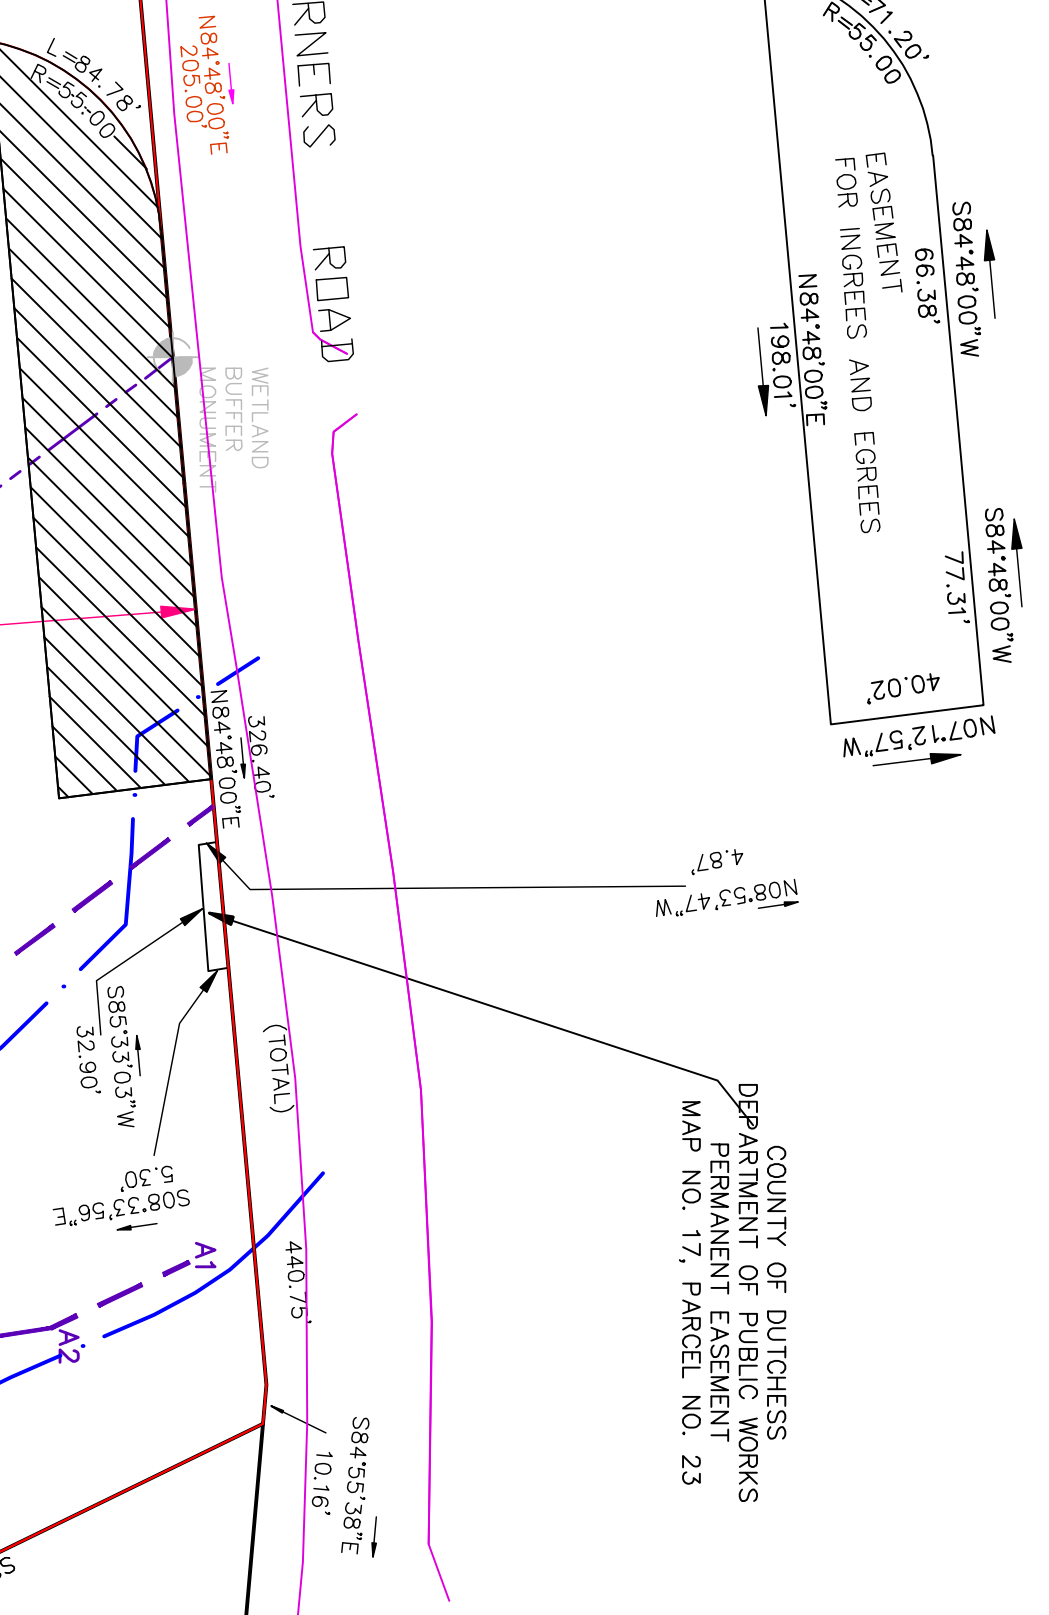 RNERS ROAD
N84°48'00"E
205.00'
L=84.78'
R=55.00
=71.20'
R=55.00
EASEMENT
FOR INGREES AND EGREES
S84°48'00"W
66.38'
N84°48'00"E
198.01'
S84°48'00"W
77.31'
40.02'
N07°12'57"W
WETLAND
BUFFER
MONUMENT
326.40'
N84°48'00"E
4.87'
N08°53'47"W
(TOTAL)
440.75'
S85°33'03"W
32.90'
5.30'
S08°33'56"E
A1
A2
COUNTY OF DUTCHESS
DEPARTMENT OF PUBLIC WORKS
PERMANENT EASEMENT
MAP NO. 17, PARCEL NO. 23
S84°55'38"E
10.16'
S